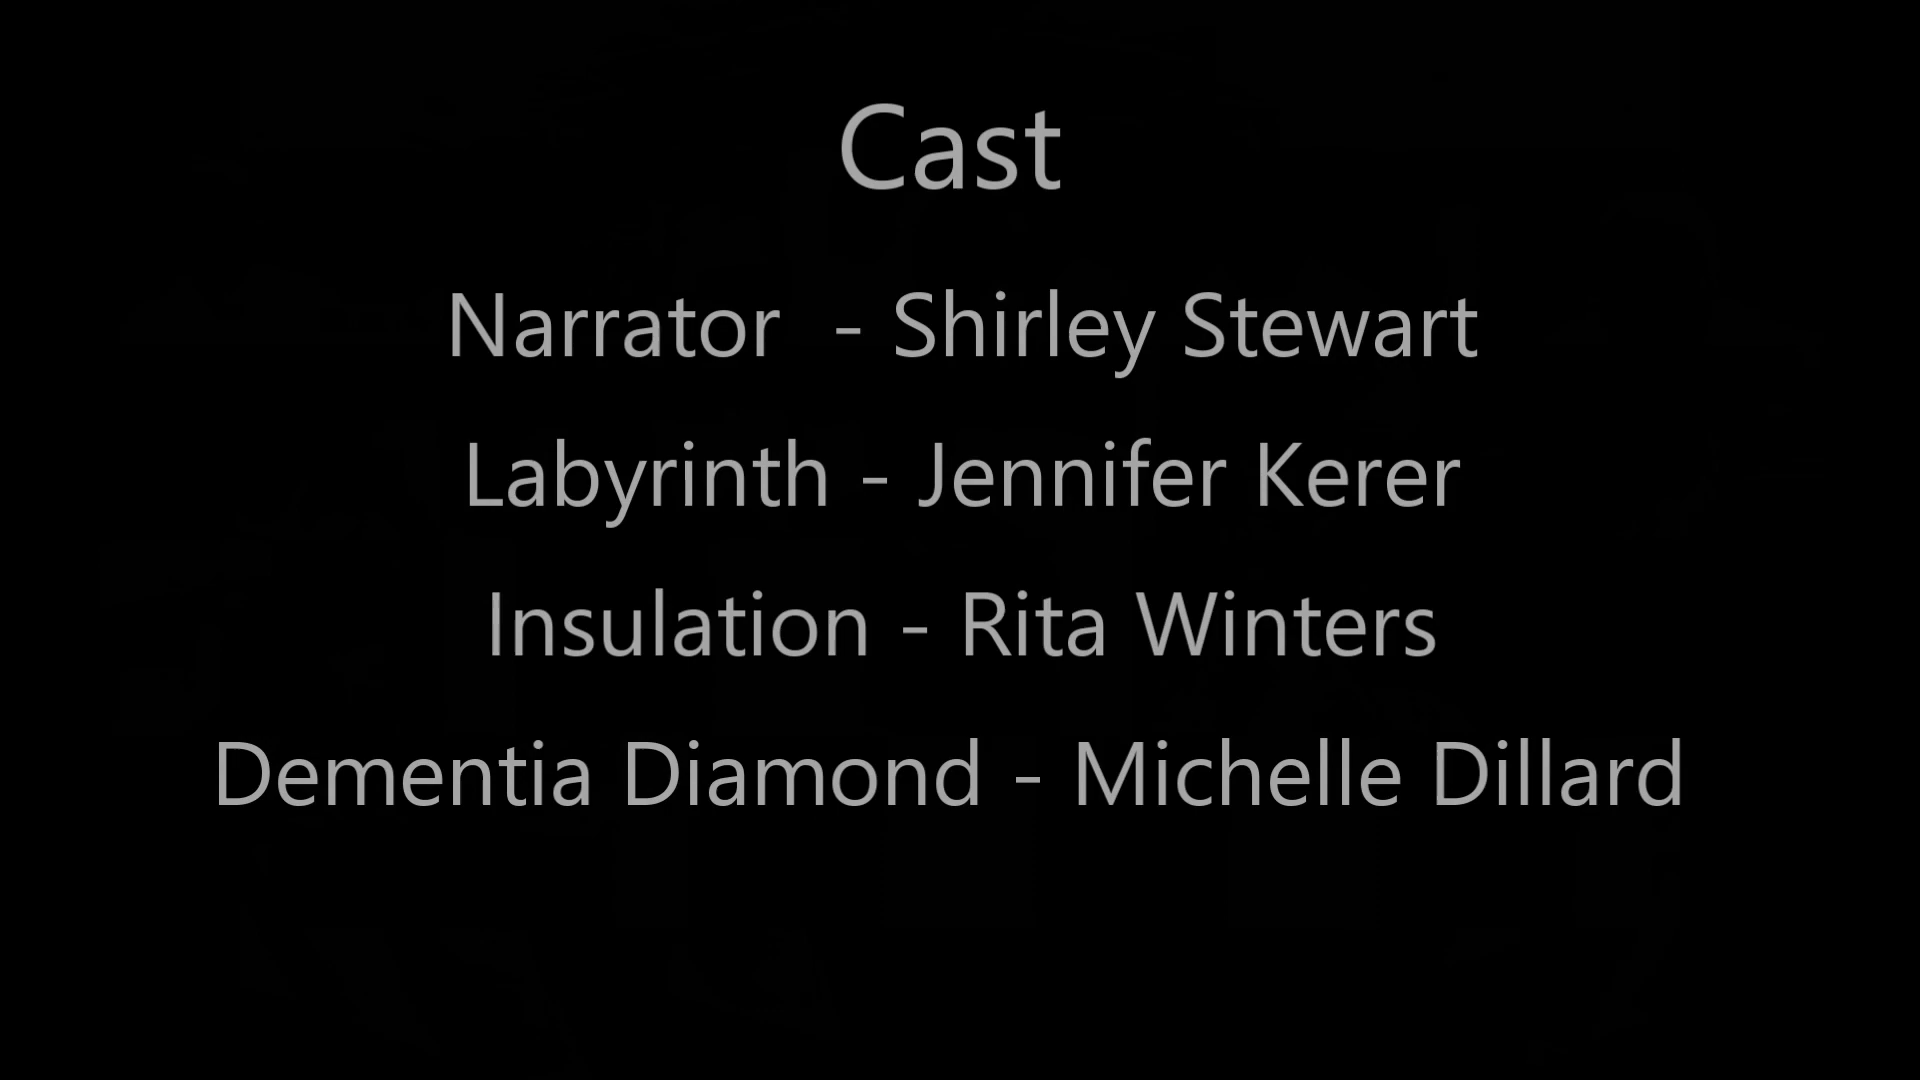 Cast
Narrator  - Shirley Stewart
Labyrinth - Jennifer Kerer
Insulation - Rita Winters
Dementia Diamond - Michelle Dillard